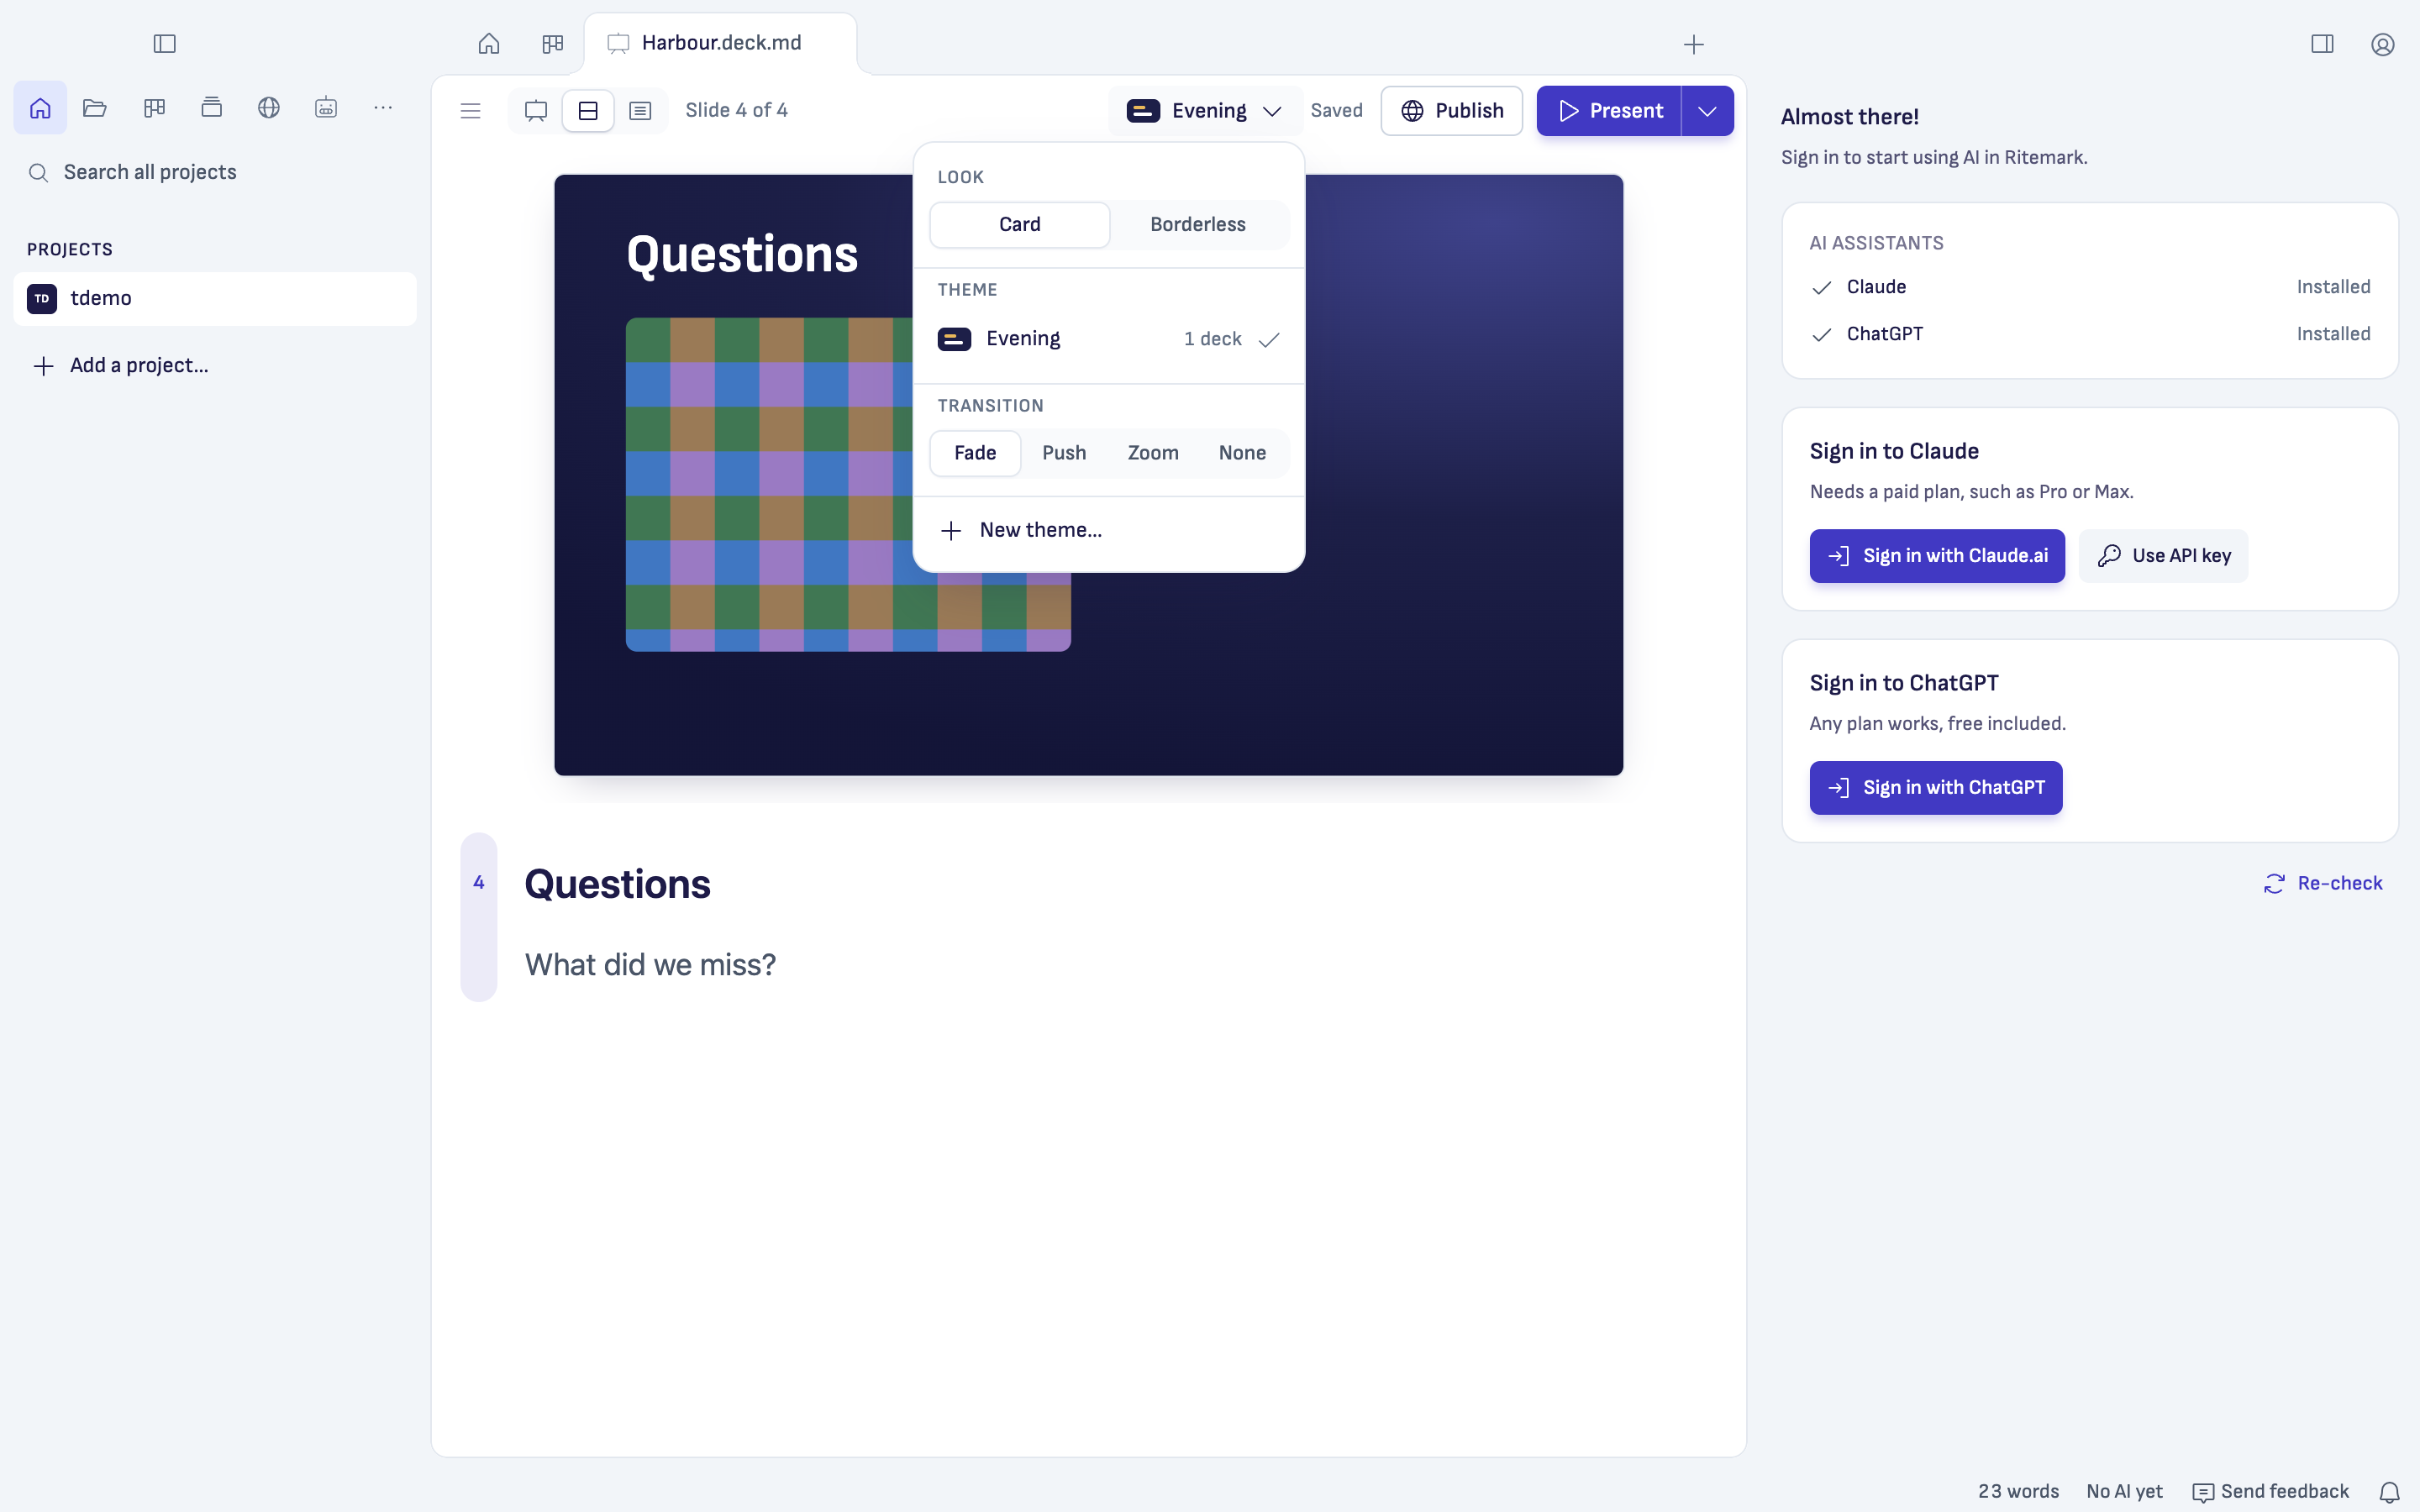 Harbour.deck.md
Search all projects
PROJECTS
TD tdemo
Add a project...
Slide 4 of 4
Evening
Saved
Publish
Present
LOOK
Card Borderless
THEME
Evening 1 deck
TRANSITION
Fade Push Zoom None
New theme...
Questions
4
Questions
What did we miss?
Almost there!
Sign in to start using AI in Ritemark.
AI ASSISTANTS
Claude Installed
ChatGPT Installed
Sign in to Claude
Needs a paid plan, such as Pro or Max.
Sign in with Claude.ai Use API key
Sign in to ChatGPT
Any plan works, free included.
Sign in with ChatGPT
Re-check
23 words No AI yet Send feedback